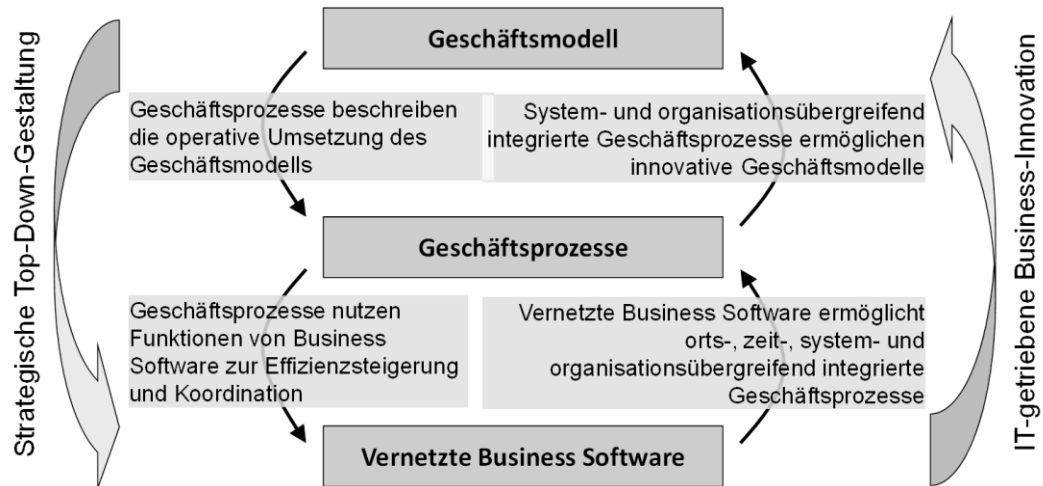 Strategische Top-Down-Gestaltung
Geschäftsmodell
Geschäftsprozesse beschreiben
die operative Umsetzung des
Geschäftsmodells
System- und organisationsübergreifend
integrierte Geschäftsprozesse ermöglichen
innovative Geschäftsmodelle
Geschäftsprozesse
Geschäftsprozesse nutzen
Funktionen von Business
Software zur Effizienzsteigerung
und Koordination
Vernetzte Business Software ermöglicht
orts-, zeit-, system- und
organisationsübergreifend integrierte
Geschäftsprozesse
Vernetzte Business Software
IT-getriebene Business-Innovation